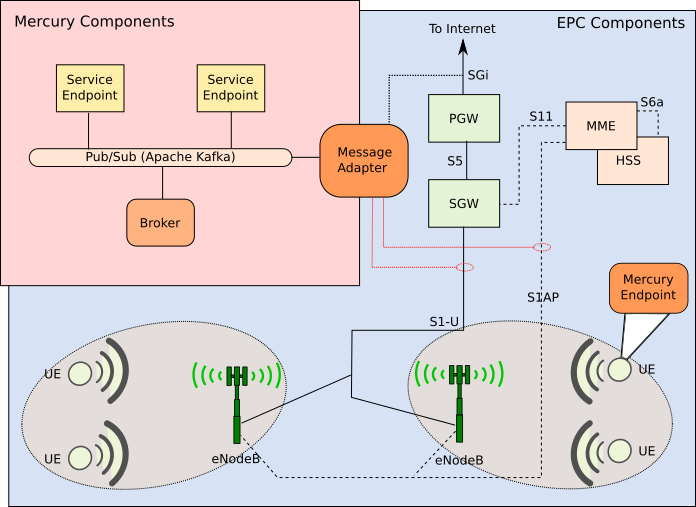 Mercury Components
EPC Components
To Internet
Service
Endpoint
Service
Endpoint
SGi
PGW
S11
S6a
MME
HSS
Pub/Sub (Apache Kafka)
Message
Adapter
S5
SGW
Broker
Mercury
Endpoint
S1AP
S1-U
UE
UE
UE
UE
eNodeB
eNodeB